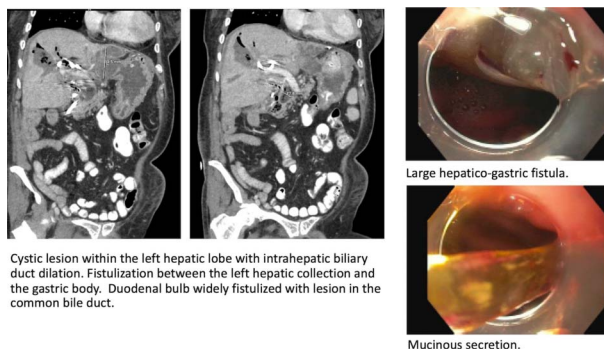 Large hepatico-gastric fistula.
Cystic lesion within the left hepatic lobe with intrahepatic biliary
duct dilation. Fistulization between the left hepatic collection and
the gastric body.  Duodenal bulb widely fistulized with lesion in the
common bile duct.
Mucinous secretion.